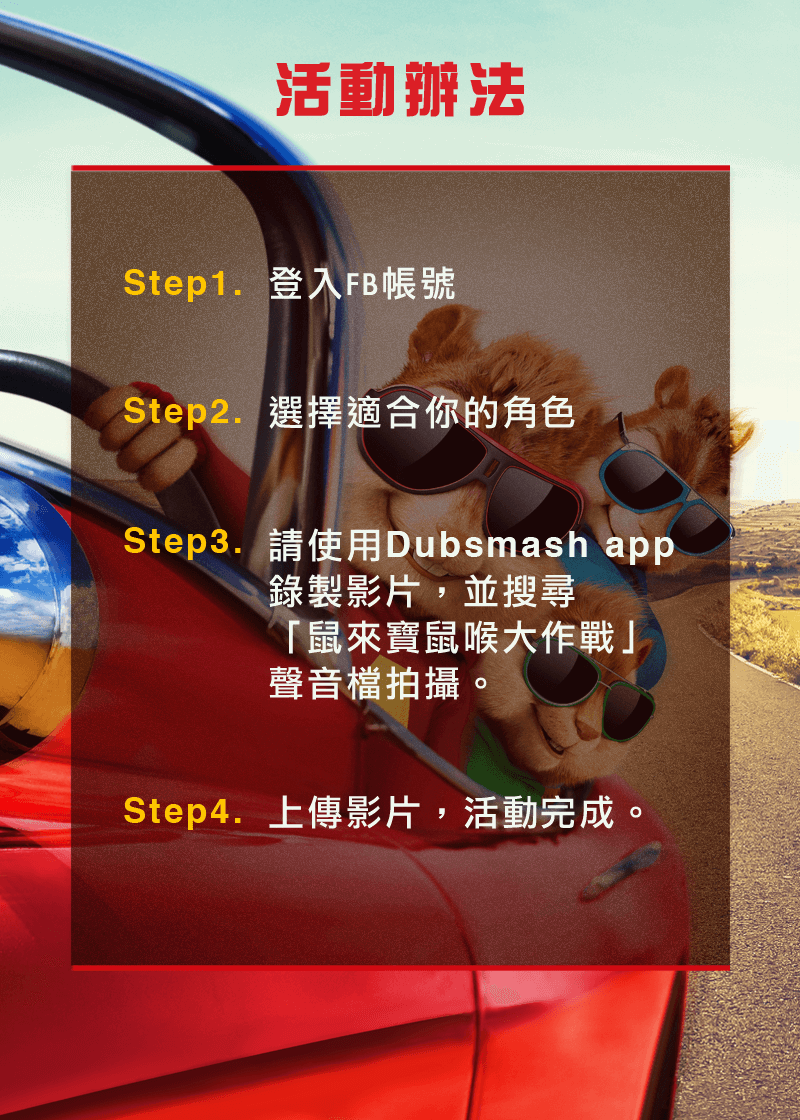 活動辦法
Step1. 登入FB帳號
Step2. 選擇適合你的角色
Step3. 請使用Dubsmash app
錄製影片，並搜尋
「鼠來寶鼠喉大作戰」
聲音檔拍攝。
Step4. 上傳影片，活動完成。